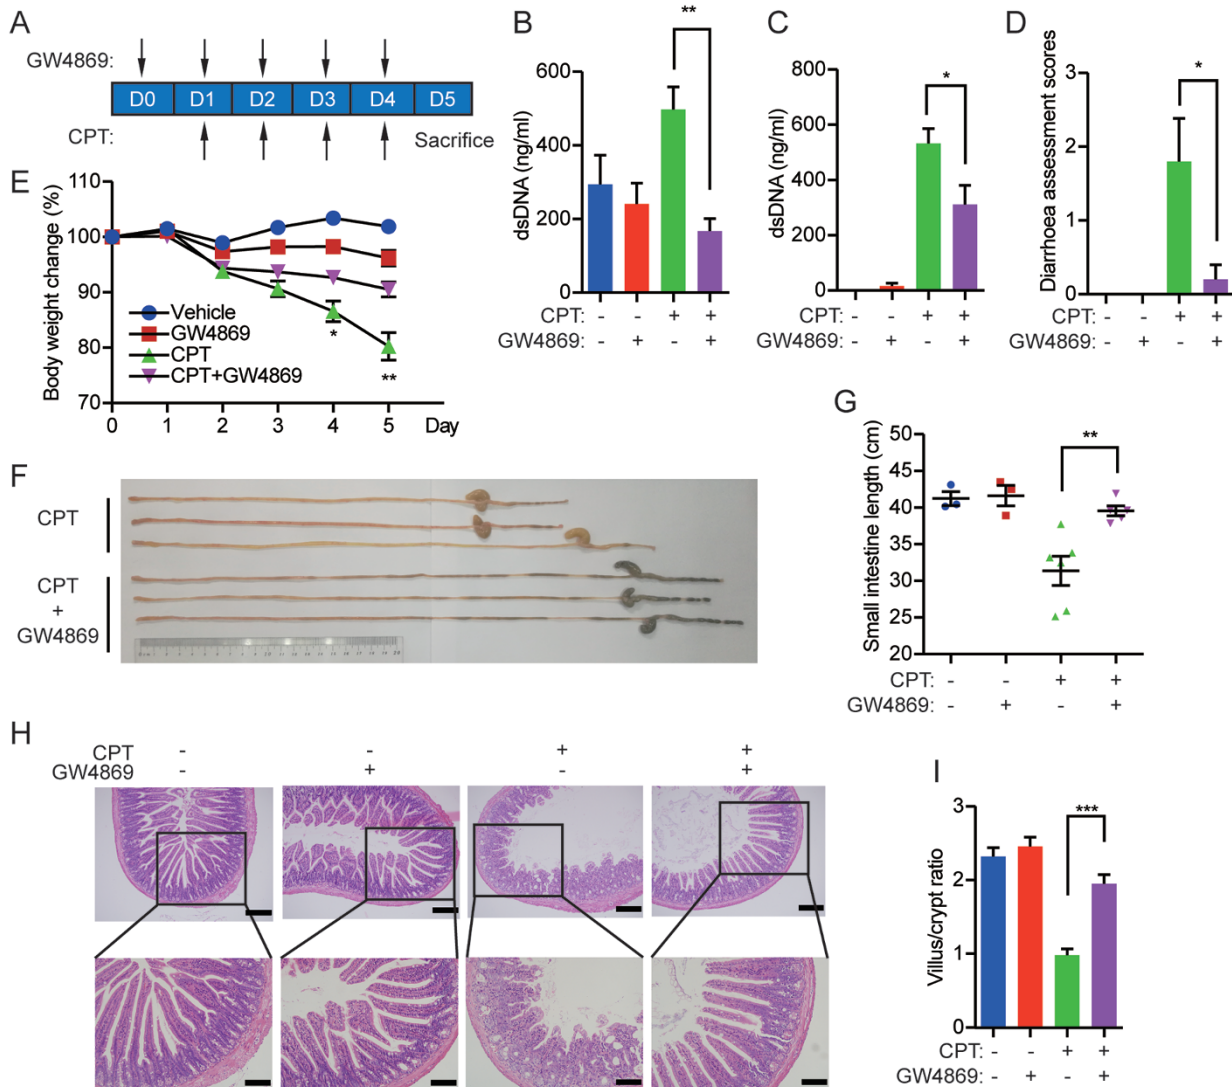 A
GW4869:
D0 D1 D2 D3 D4 D5
CPT:
Sacrifice
B
**
dsDNA (ng/ml)
600
400
200
0
CPT: - - + +
GW4869: - + - +
C
*
dsDNA (ng/ml)
800
600
400
200
0
CPT: - - + +
GW4869: - + - +
D
*
Diarrhoea assessment scores
3
2
1
0
CPT: - - + +
GW4869: - + - +
E
Body weight change (%)
110
100
90
80
70
Vehicle
GW4869
CPT
CPT+GW4869
*
**
0 1 2 3 4 5 Day
F
CPT
CPT
+
GW4869
G
**
Small intestine length (cm)
50
45
40
35
30
25
20
CPT: - - + +
GW4869: - + - +
H
CPT - - + +
GW4869 - + - +
I
***
Villus/crypt ratio
3
2
1
0
CPT: - - + +
GW4869: - + - +